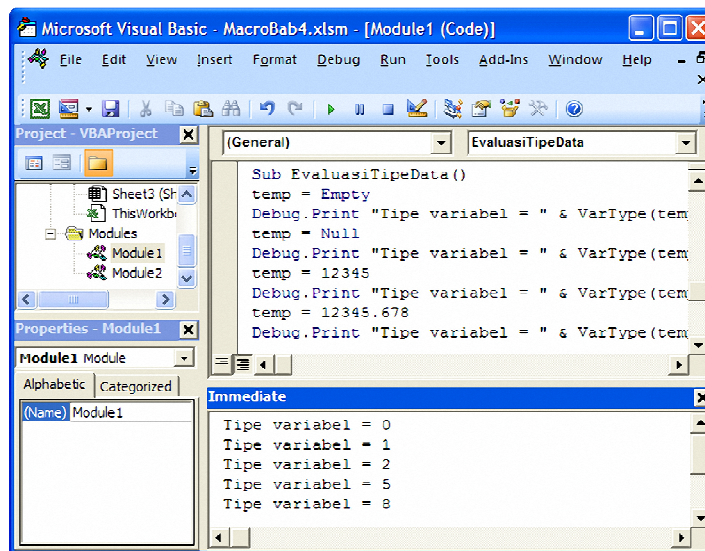 Microsoft Visual Basic - MacroBab4.xlsm - [Module1 (Code)]
File Edit View Insert Format Debug Run Tools Add-Ins Window Help
Project - VBAProject
Sheet3 (Sh
ThisWorkb
Modules
Module1
Module2
Properties - Module1
Module1 Module
Alphabetic Categorized
(Name) Module1
(General) EvaluasiTipeData
Sub EvaluasiTipeData()
temp = Empty
Debug.Print "Tipe variabel = " & VarType(tem
temp = Null
Debug.Print "Tipe variabel = " & VarType(tem
temp = 12345
Debug.Print "Tipe variabel = " & VarType(tem
temp = 12345.678
Debug.Print "Tipe variabel = " & VarType(tem
Immediate
Tipe variabel = 0
Tipe variabel = 1
Tipe variabel = 2
Tipe variabel = 5
Tipe variabel = 8